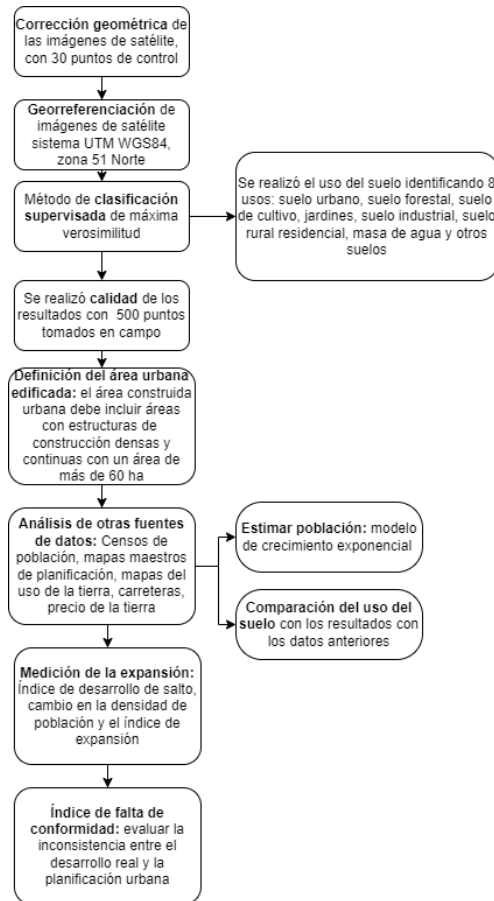 Corrección geométrica de
las imágenes de satélite,
con 30 puntos de control
Georreferenciación de
imágenes de satélite
sistema UTM WGS84,
zona 51 Norte
Método de clasificación
supervisada de máxima
verosimilitud
Se realizó el uso del suelo identificando 8
usos: suelo urbano, suelo forestal, suelo
de cultivo, jardines, suelo industrial, suelo
rural residencial, masa de agua y otros
suelos
Se realizó calidad de los
resultados con 500 puntos
tomados en campo
Definición del área urbana
edificada: el área construida
urbana debe incluir áreas
con estructuras de
construcción densas y
continuas con un área de
más de 60 ha
Análisis de otras fuentes
de datos: Censos de
población, mapas maestros
de planificación, mapas del
uso de la tierra, carreteras,
precio de la tierra
Estimar población: modelo
de crecimiento exponencial
Comparación del uso del
suelo con los resultados con
los datos anteriores
Medición de la expansión:
Índice de desarrollo de salto,
cambio en la densidad de
población y el índice de
expansión
Índice de falta de
conformidad: evaluar la
inconsistencia entre el
desarrollo real y la
planificación urbana